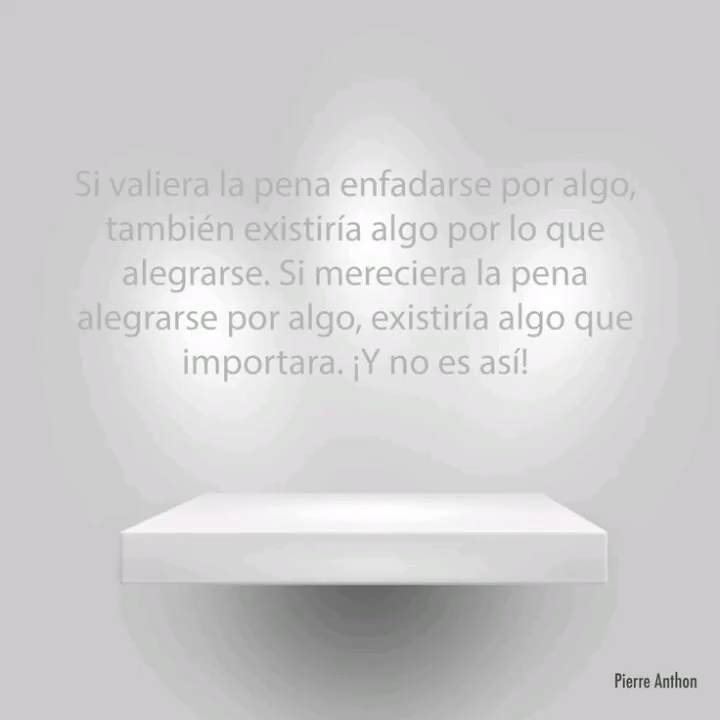 Si valiera la pena enfadarse por algo,
también existiría algo por lo que
alegrarse. Si mereciera la pena
alegrarse por algo, existiría algo que
importara. ¡Y no es así!
Pierre Anthon